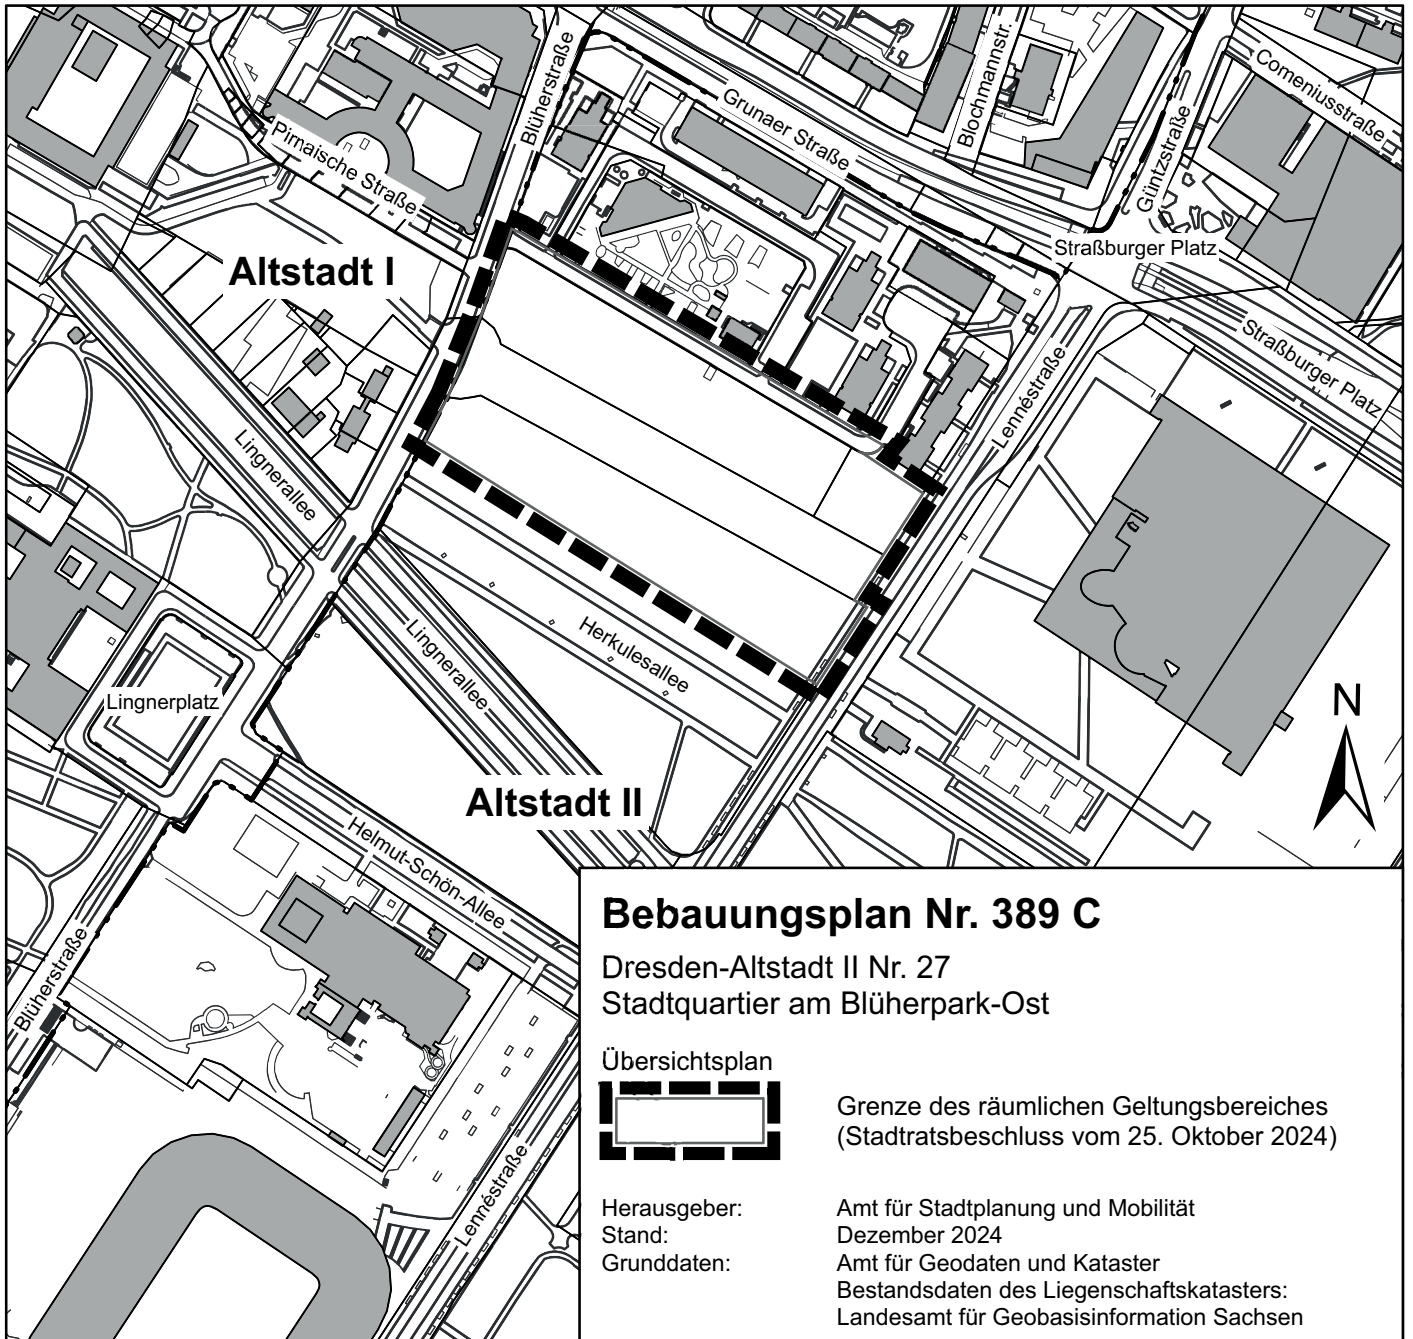 Blüherstraße
Grunaer Straße
Blochmannstr.
Comeniusstraße
Güntzstraße
Pirnaische Straße
Straßburger Platz
Altstadt I
Straßburger Platz
Lennéstraße
Lingnerallee
Herkulesallee
Lingnerallee
Lingnerplatz
N
Altstadt II
Helmut-Schön-Allee
Blüherstraße
Lennéstraße
Bebauungsplan Nr. 389 C
Dresden-Altstadt II Nr. 27
Stadtquartier am Blüherpark-Ost
Übersichtsplan
Grenze des räumlichen Geltungsbereiches
(Stadtratsbeschluss vom 25. Oktober 2024)
Herausgeber: Amt für Stadtplanung und Mobilität
Stand: Dezember 2024
Grunddaten: Amt für Geodaten und Kataster
Bestandsdaten des Liegenschaftskatasters:
Landesamt für Geobasisinformation Sachsen